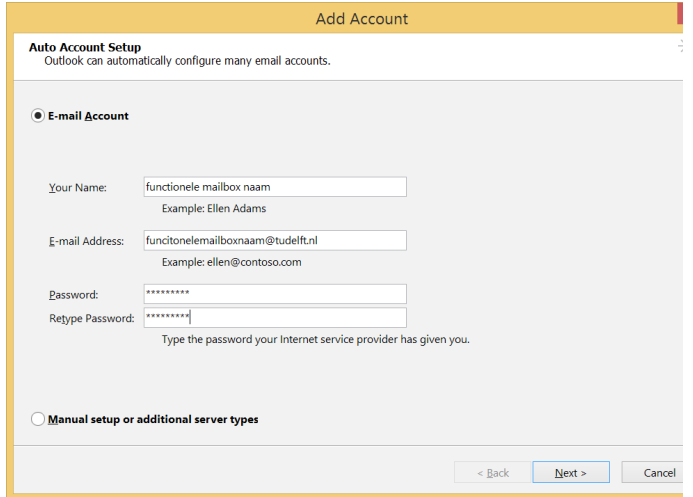 Add Account
Auto Account Setup
Outlook can automatically configure many email accounts.
E-mail Account
Your Name:
functionele mailbox naam
Example: Ellen Adams
E-mail Address:
funcitonelemailboxnaam@tudelft.nl
Example: ellen@contoso.com
Password:
*********
Retype Password:
*********
Type the password your Internet service provider has given you.
Manual setup or additional server types
< Back
Next >
Cancel